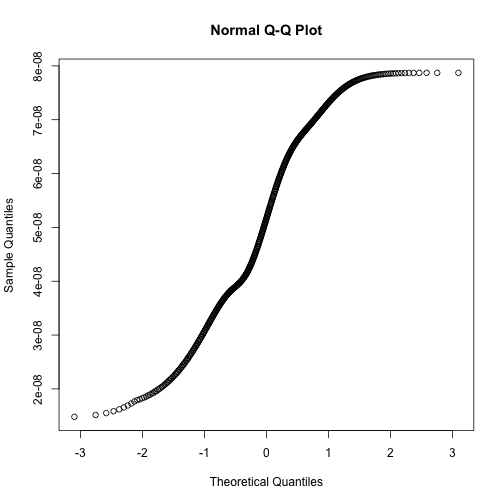 Normal Q-Q Plot
Sample Quantiles
8e-08
7e-08
6e-08
5e-08
4e-08
3e-08
2e-08
-3 -2 -1 0 1 2 3
Theoretical Quantiles